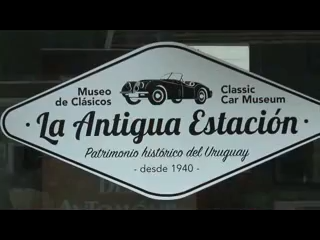 Museo de Clásicos
Classic Car Museum
· La Antigua Estación ·
Patrimonio histórico del Uruguay
- desde 1940 -